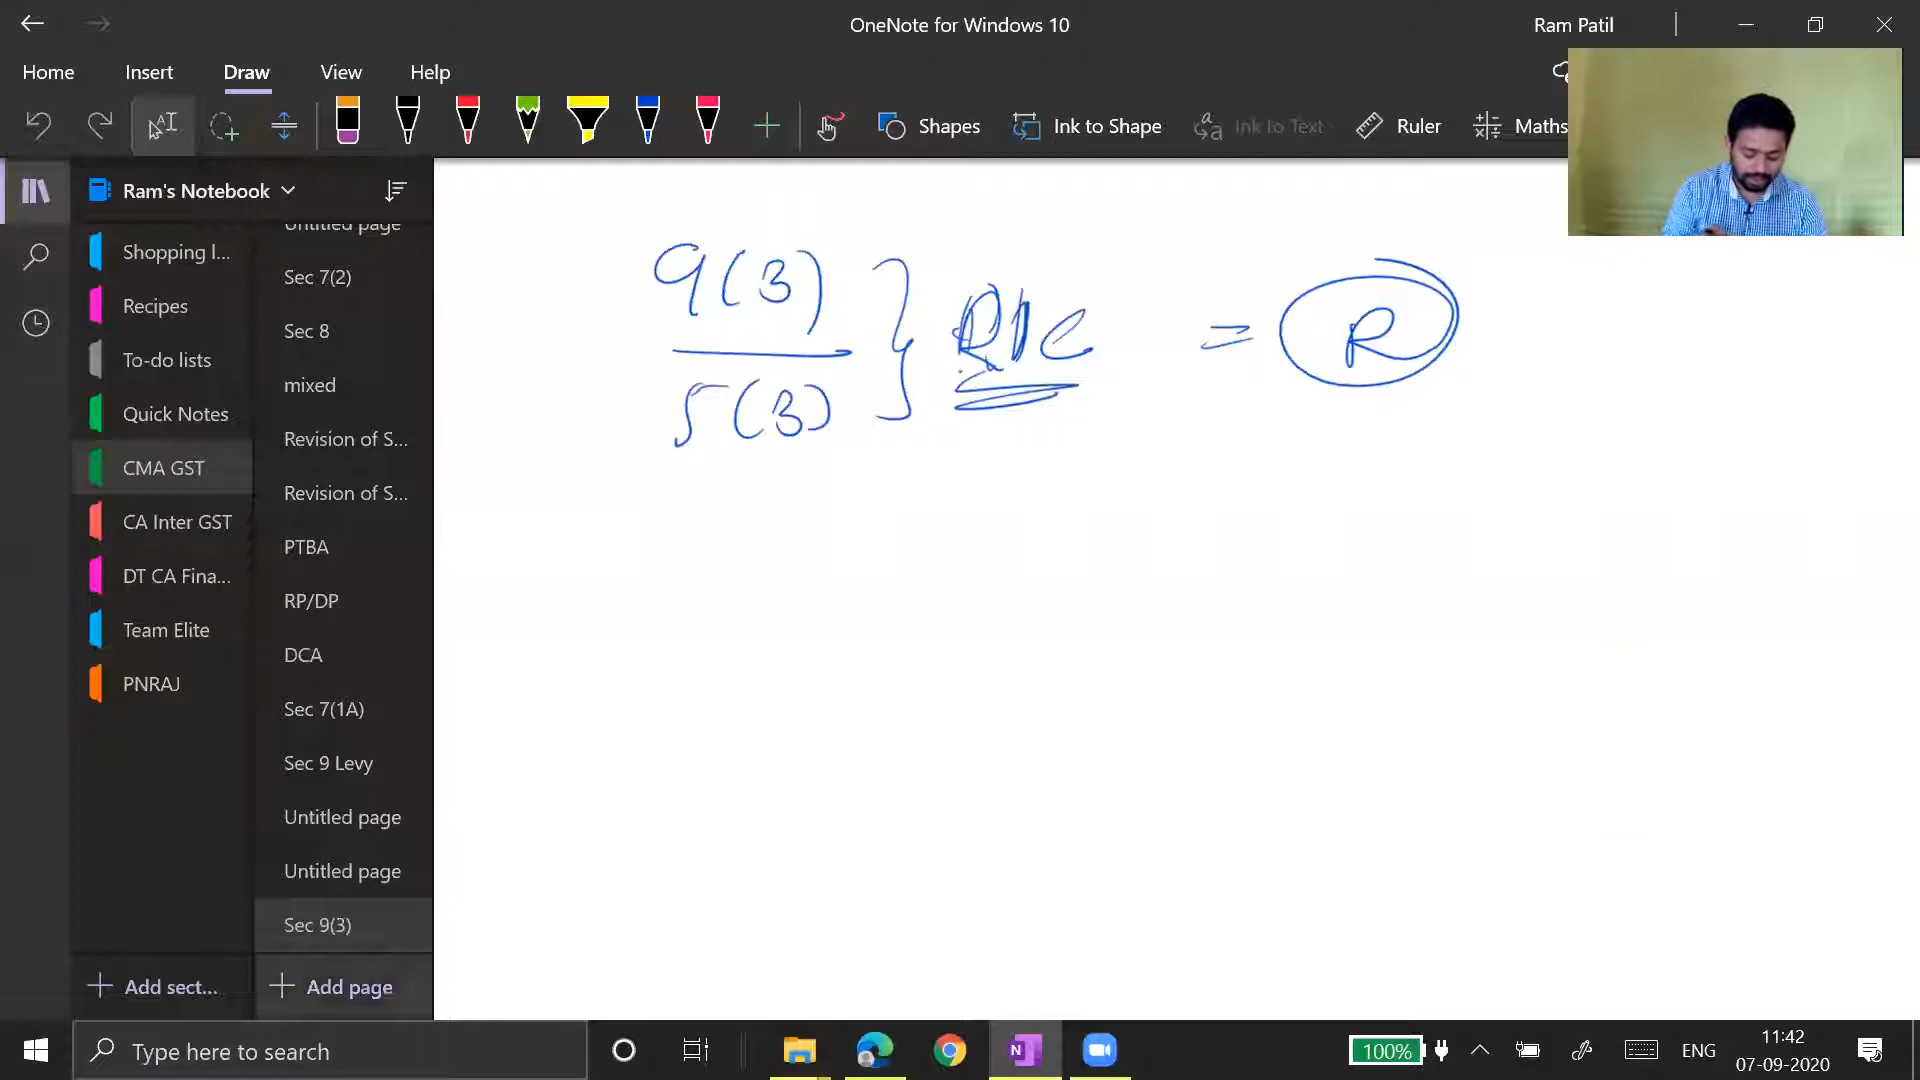 OneNote for Windows 10
Ram Patil
Home Insert Draw View Help
Shapes Ink to Shape Ink to Text Ruler Maths
Ram's Notebook
Shopping l...
Recipes
To-do lists
Quick Notes
CMA GST
CA Inter GST
DT CA Fina...
Team Elite
PNRAJ
Add sect...
Untitled page
Sec 7(2)
Sec 8
mixed
Revision of S...
Revision of S...
PTBA
RP/DP
DCA
Sec 7(1A)
Sec 9 Levy
Untitled page
Untitled page
Sec 9(3)
Add page
9(3)
5(3)
= R
Type here to search
100%
ENG
11:42
07-09-2020